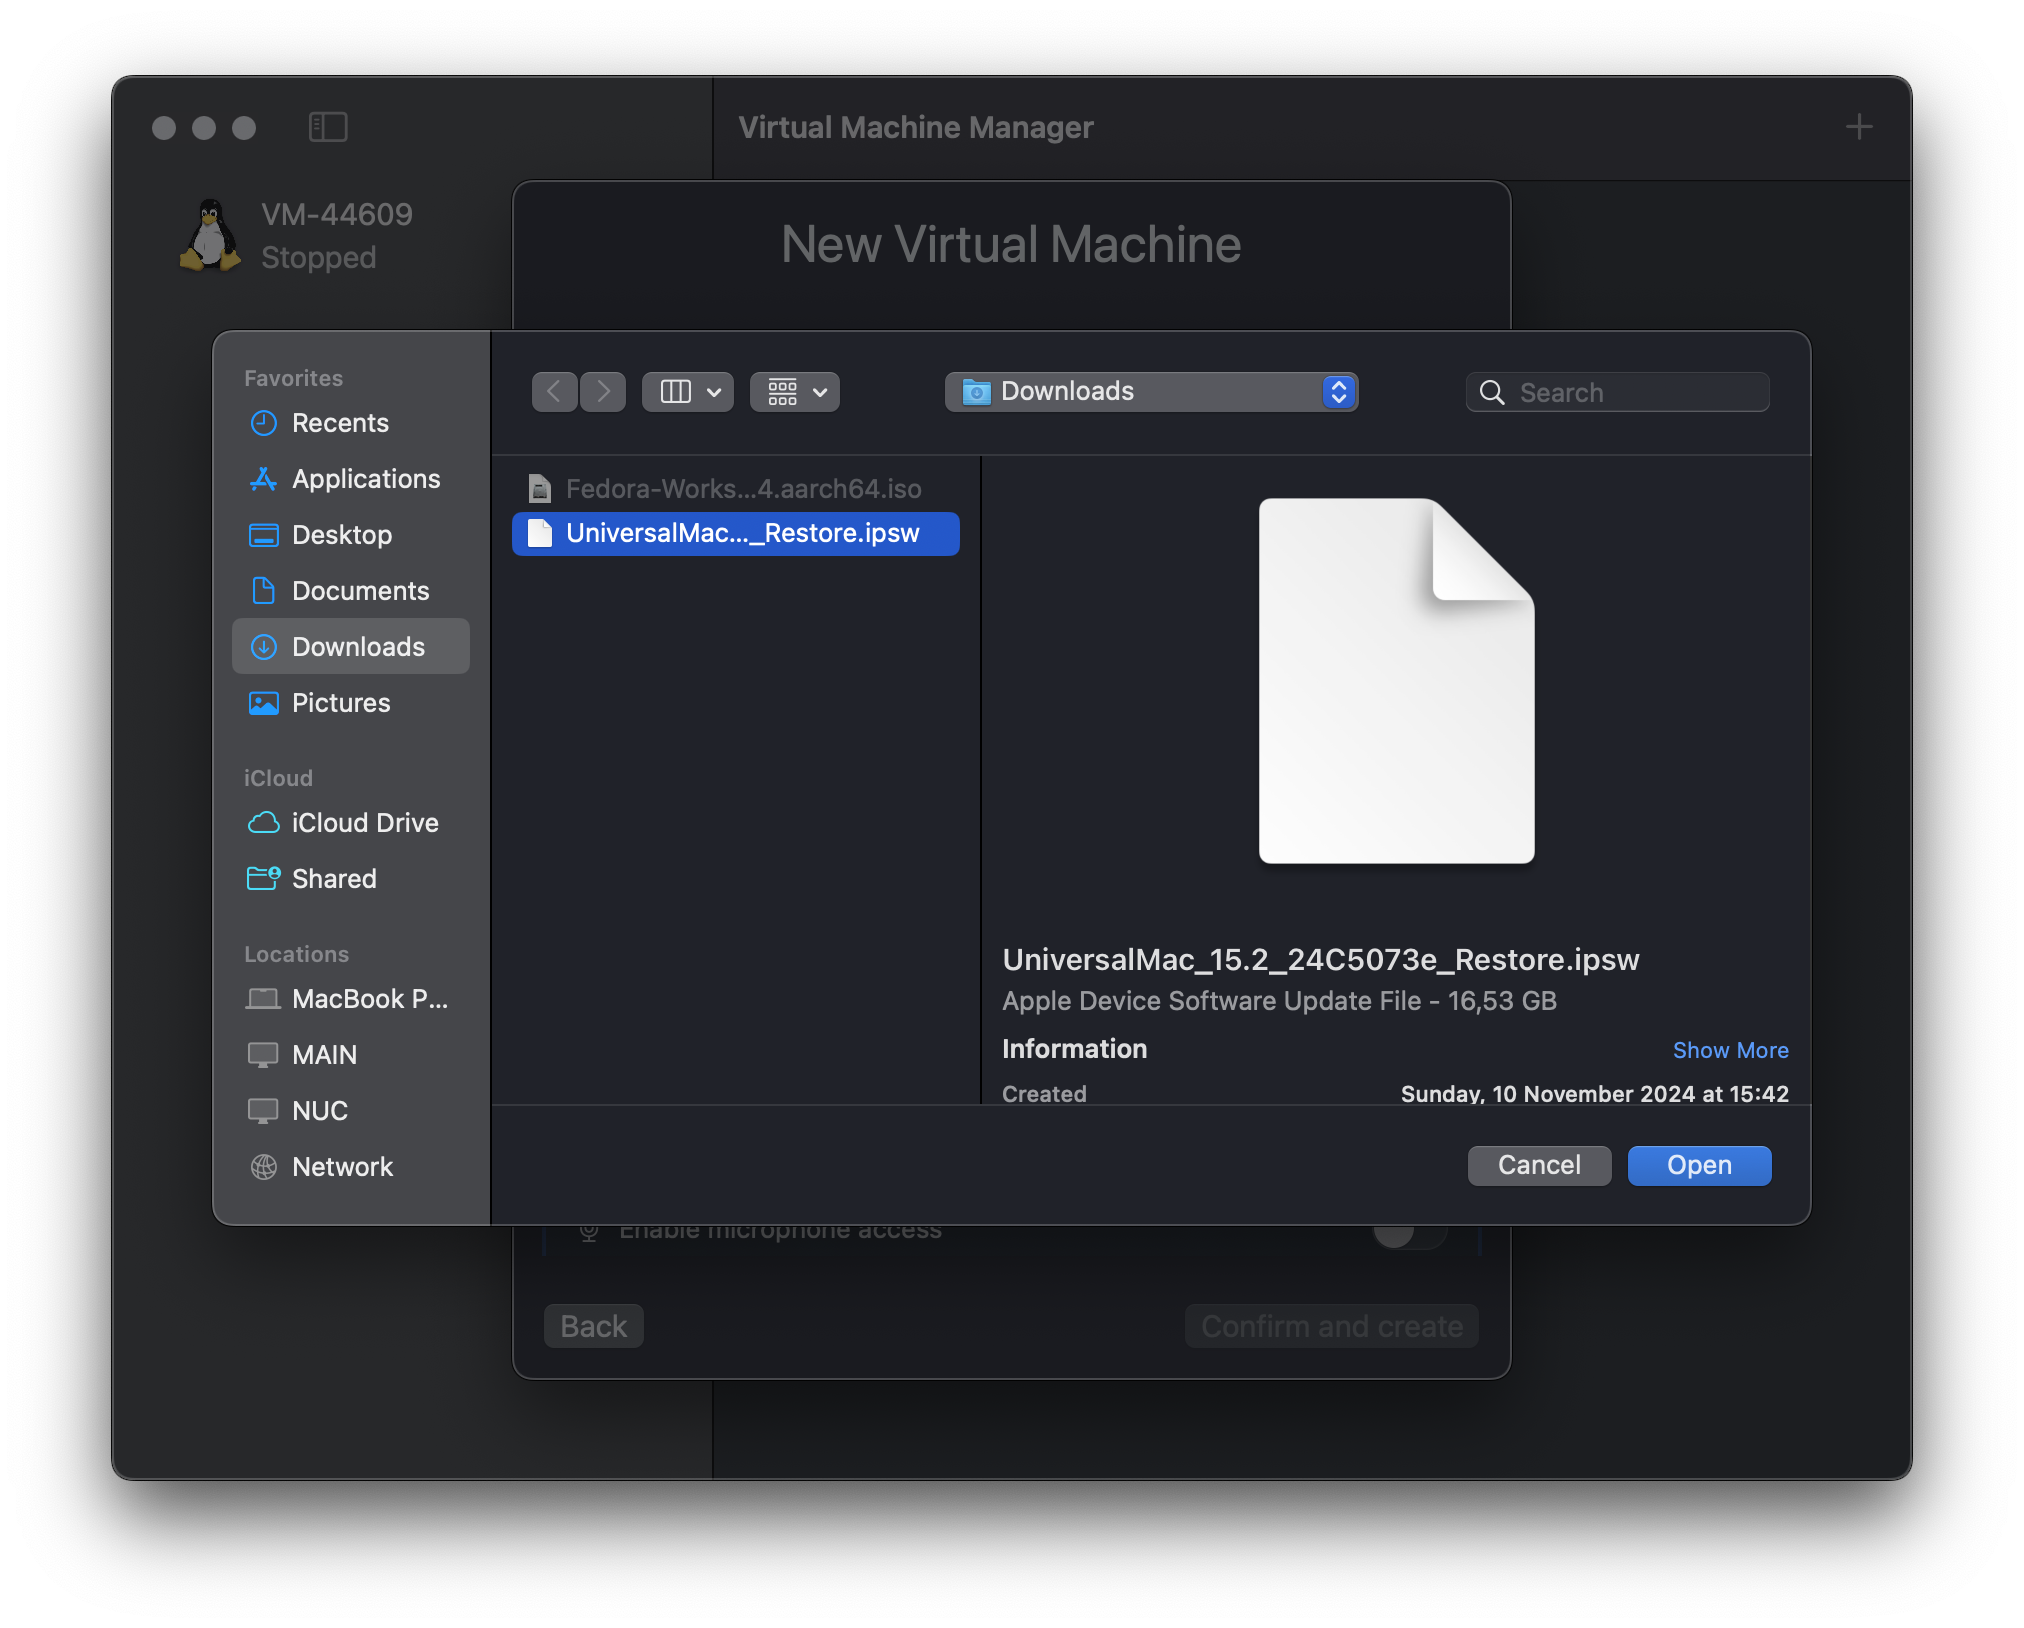 Virtual Machine Manager
VM-44609
Stopped
New Virtual Machine
Favorites
Recents
Applications
Desktop
Documents
Downloads
Pictures
iCloud
iCloud Drive
Shared
Locations
MacBook P...
MAIN
NUC
Network
Downloads
Search
Fedora-Works...4.aarch64.iso
UniversalMac..._Restore.ipsw
UniversalMac_15.2_24C5073e_Restore.ipsw
Apple Device Software Update File - 16,53 GB
Information
Show More
Created
Sunday, 10 November 2024 at 15:42
Cancel
Open
Enable microphone access
Back
Confirm and create